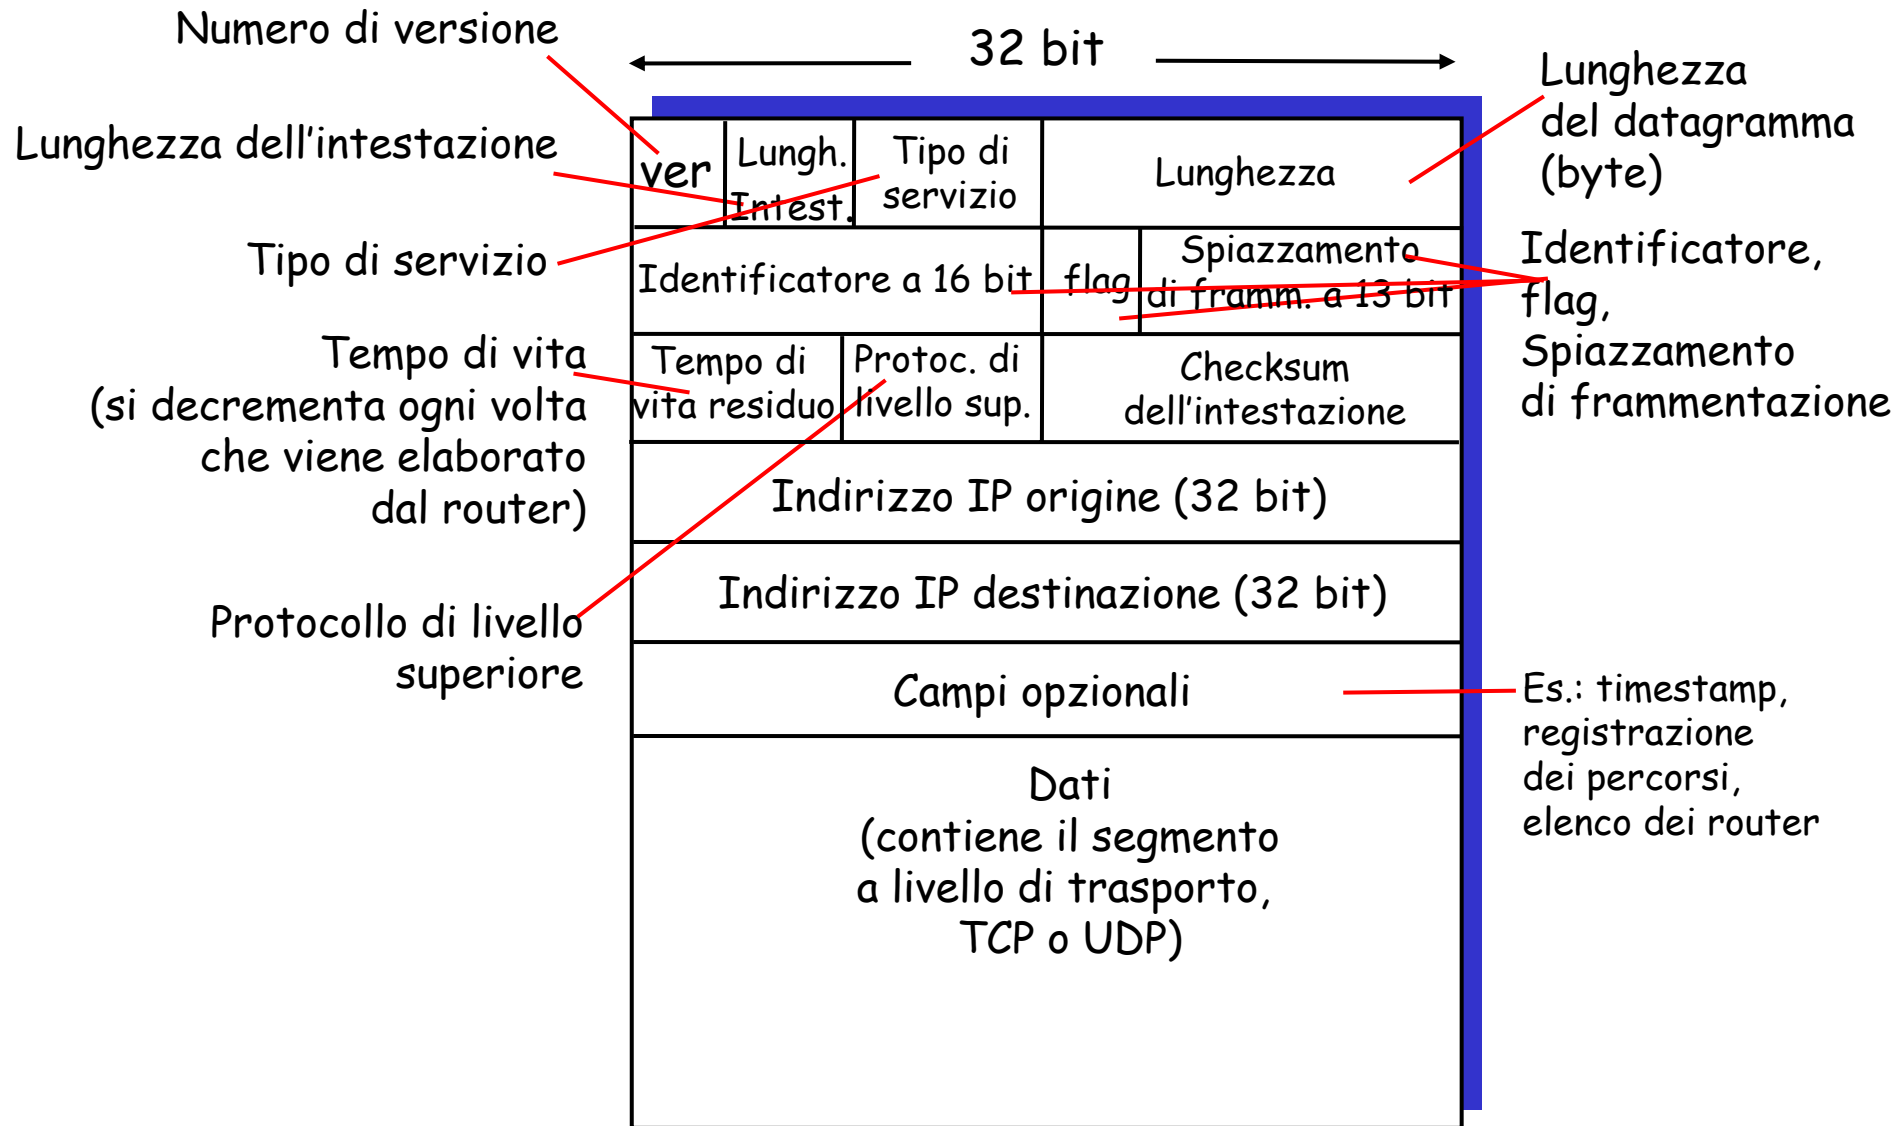 Numero di versione
32 bit
Lunghezza
del datagramma
(byte)
Lunghezza dell'intestazione
ver
Lungh.
Intest.
Tipo di
servizio
Lunghezza
Tipo di servizio
Identificatore a 16 bit
flag
Spiazzamento
di framm. a 13 bit
Identificatore,
flag,
Spiazzamento
di frammentazione
Tempo di vita
(si decrementa ogni volta
che viene elaborato
dal router)
Tempo di
vita residuo
Protoc. di
livello sup.
Checksum
dell'intestazione
Indirizzo IP origine (32 bit)
Indirizzo IP destinazione (32 bit)
Protocollo di livello
superiore
Campi opzionali
Es.: timestamp,
registrazione
dei percorsi,
elenco dei router
Dati
(contiene il segmento
a livello di trasporto,
TCP o UDP)